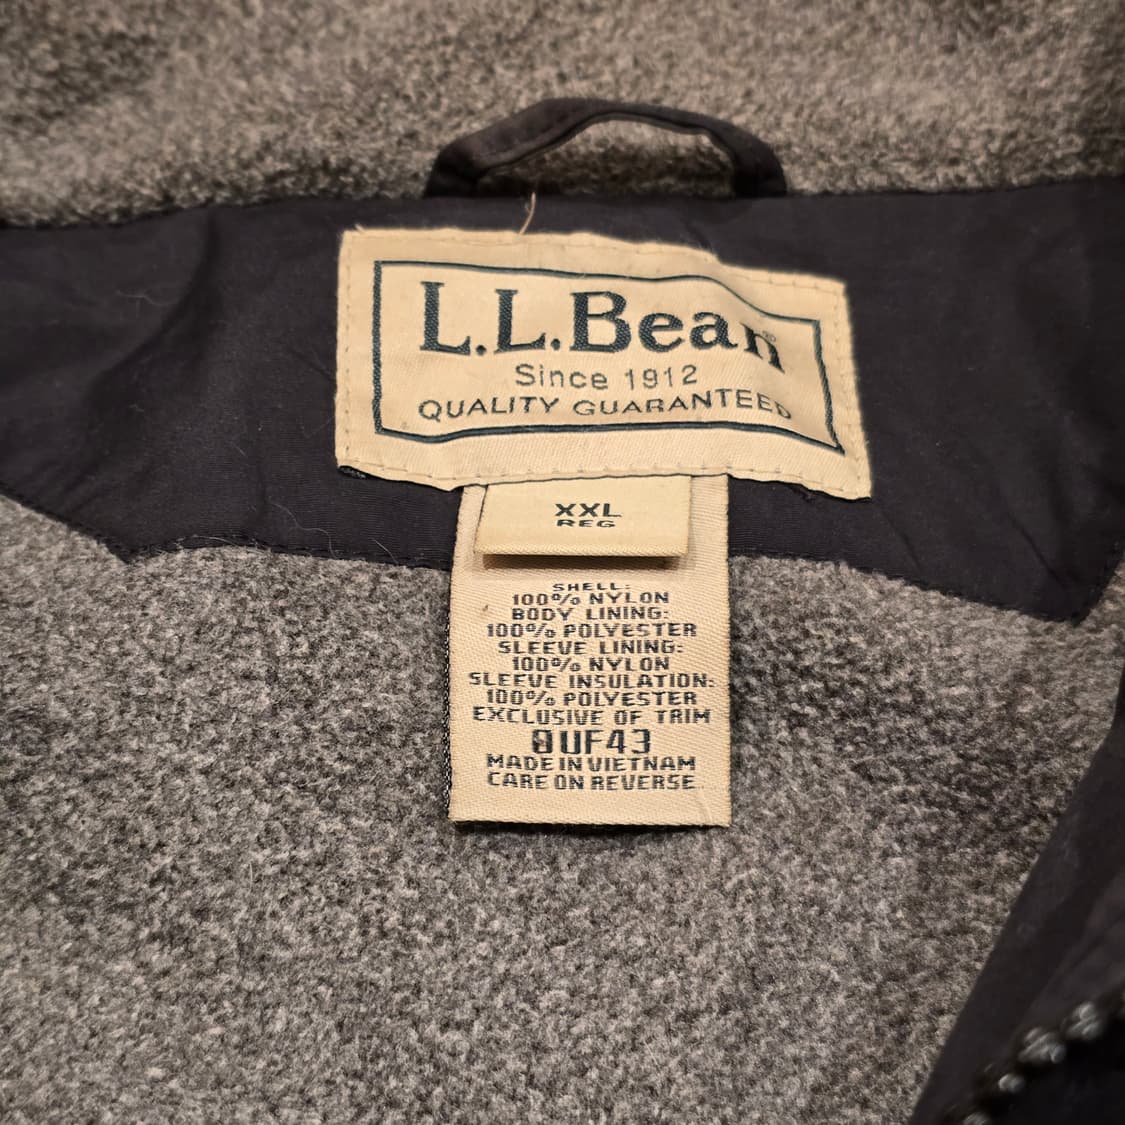 L.L.Bean®
Since 1912
QUALITY GUARANTEED
XXL
REG
SHELL:
100% NYLON
BODY LINING:
100% POLYESTER
SLEEVE LINING:
100% NYLON
SLEEVE INSULATION:
100% POLYESTER
EXCLUSIVE OF TRIM
0UF43
MADE IN VIETNAM
CARE ON REVERSE